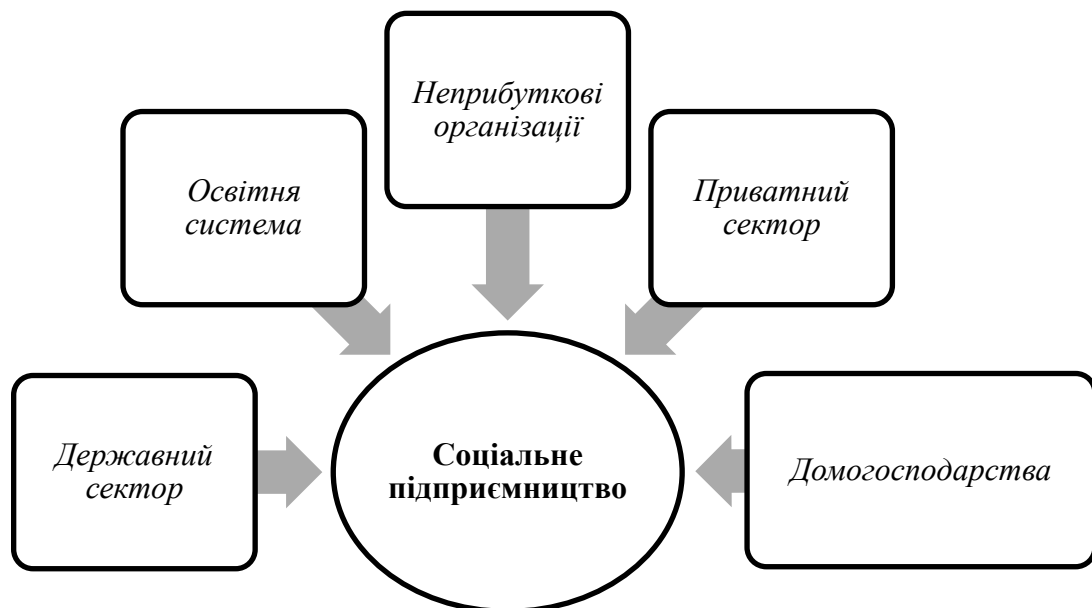 Неприбуткові
організації
Освітня
система
Приватний
сектор
Державний
сектор
Соціальне
підприємництво
Домогосподарства